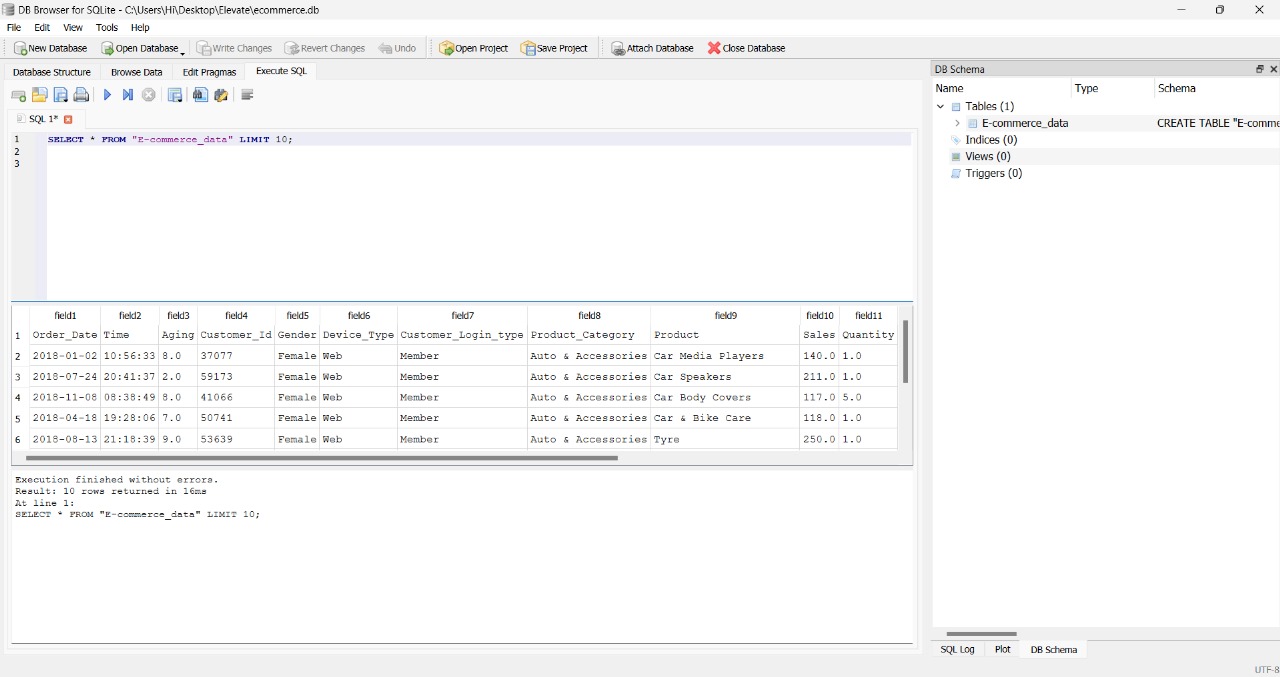 DB Browser for SQLite - C:\Users\Hi\Desktop\Elevate\ecommerce.db
File Edit View Tools Help
New Database Open Database Write Changes Revert Changes Undo Open Project Save Project Attach Database Close Database
Database Structure Browse Data Edit Pragmas Execute SQL
SQL 1*
1 SELECT * FROM "E-commerce_data" LIMIT 10;
2
3
field1 field2 field3 field4 field5 field6 field7 field8 field9 field10 field11
1 Order_Date Time Aging Customer_Id Gender Device_Type Customer_Login_type Product_Category Product Sales Quantity
2 2018-01-02 10:56:33 8.0 37077 Female Web Member Auto & Accessories Car Media Players 140.0 1.0
3 2018-07-24 20:41:37 2.0 59173 Female Web Member Auto & Accessories Car Speakers 211.0 1.0
4 2018-11-08 08:38:49 8.0 41066 Female Web Member Auto & Accessories Car Body Covers 117.0 5.0
5 2018-04-18 19:28:06 7.0 50741 Female Web Member Auto & Accessories Car & Bike Care 118.0 1.0
6 2018-08-13 21:18:39 9.0 53639 Female Web Member Auto & Accessories Tyre 250.0 1.0
Execution finished without errors.
Result: 10 rows returned in 16ms
At line 1:
SELECT * FROM "E-commerce_data" LIMIT 10;
DB Schema
Name Type Schema
Tables (1)
E-commerce_data CREATE TABLE "E-comme
Indices (0)
Views (0)
Triggers (0)
SQL Log Plot DB Schema
UTF-8